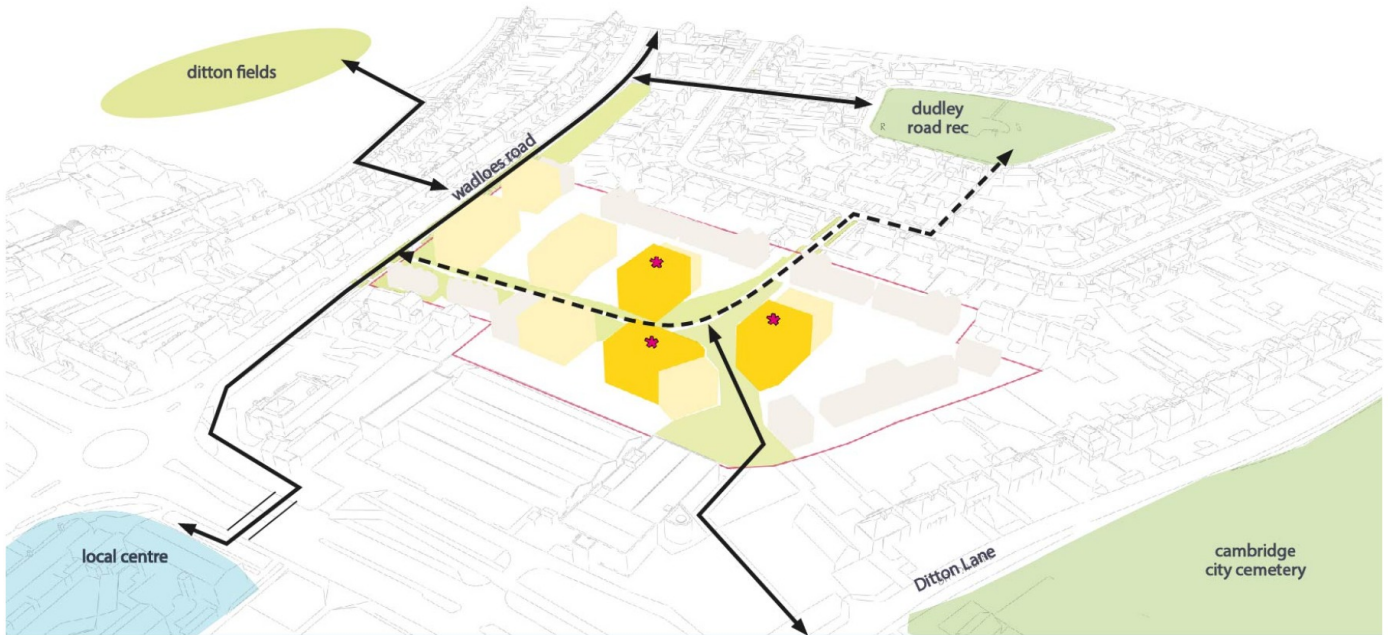 ditton fields
dudley
road rec
wadloes road
local centre
Ditton Lane
cambridge
city cemetery